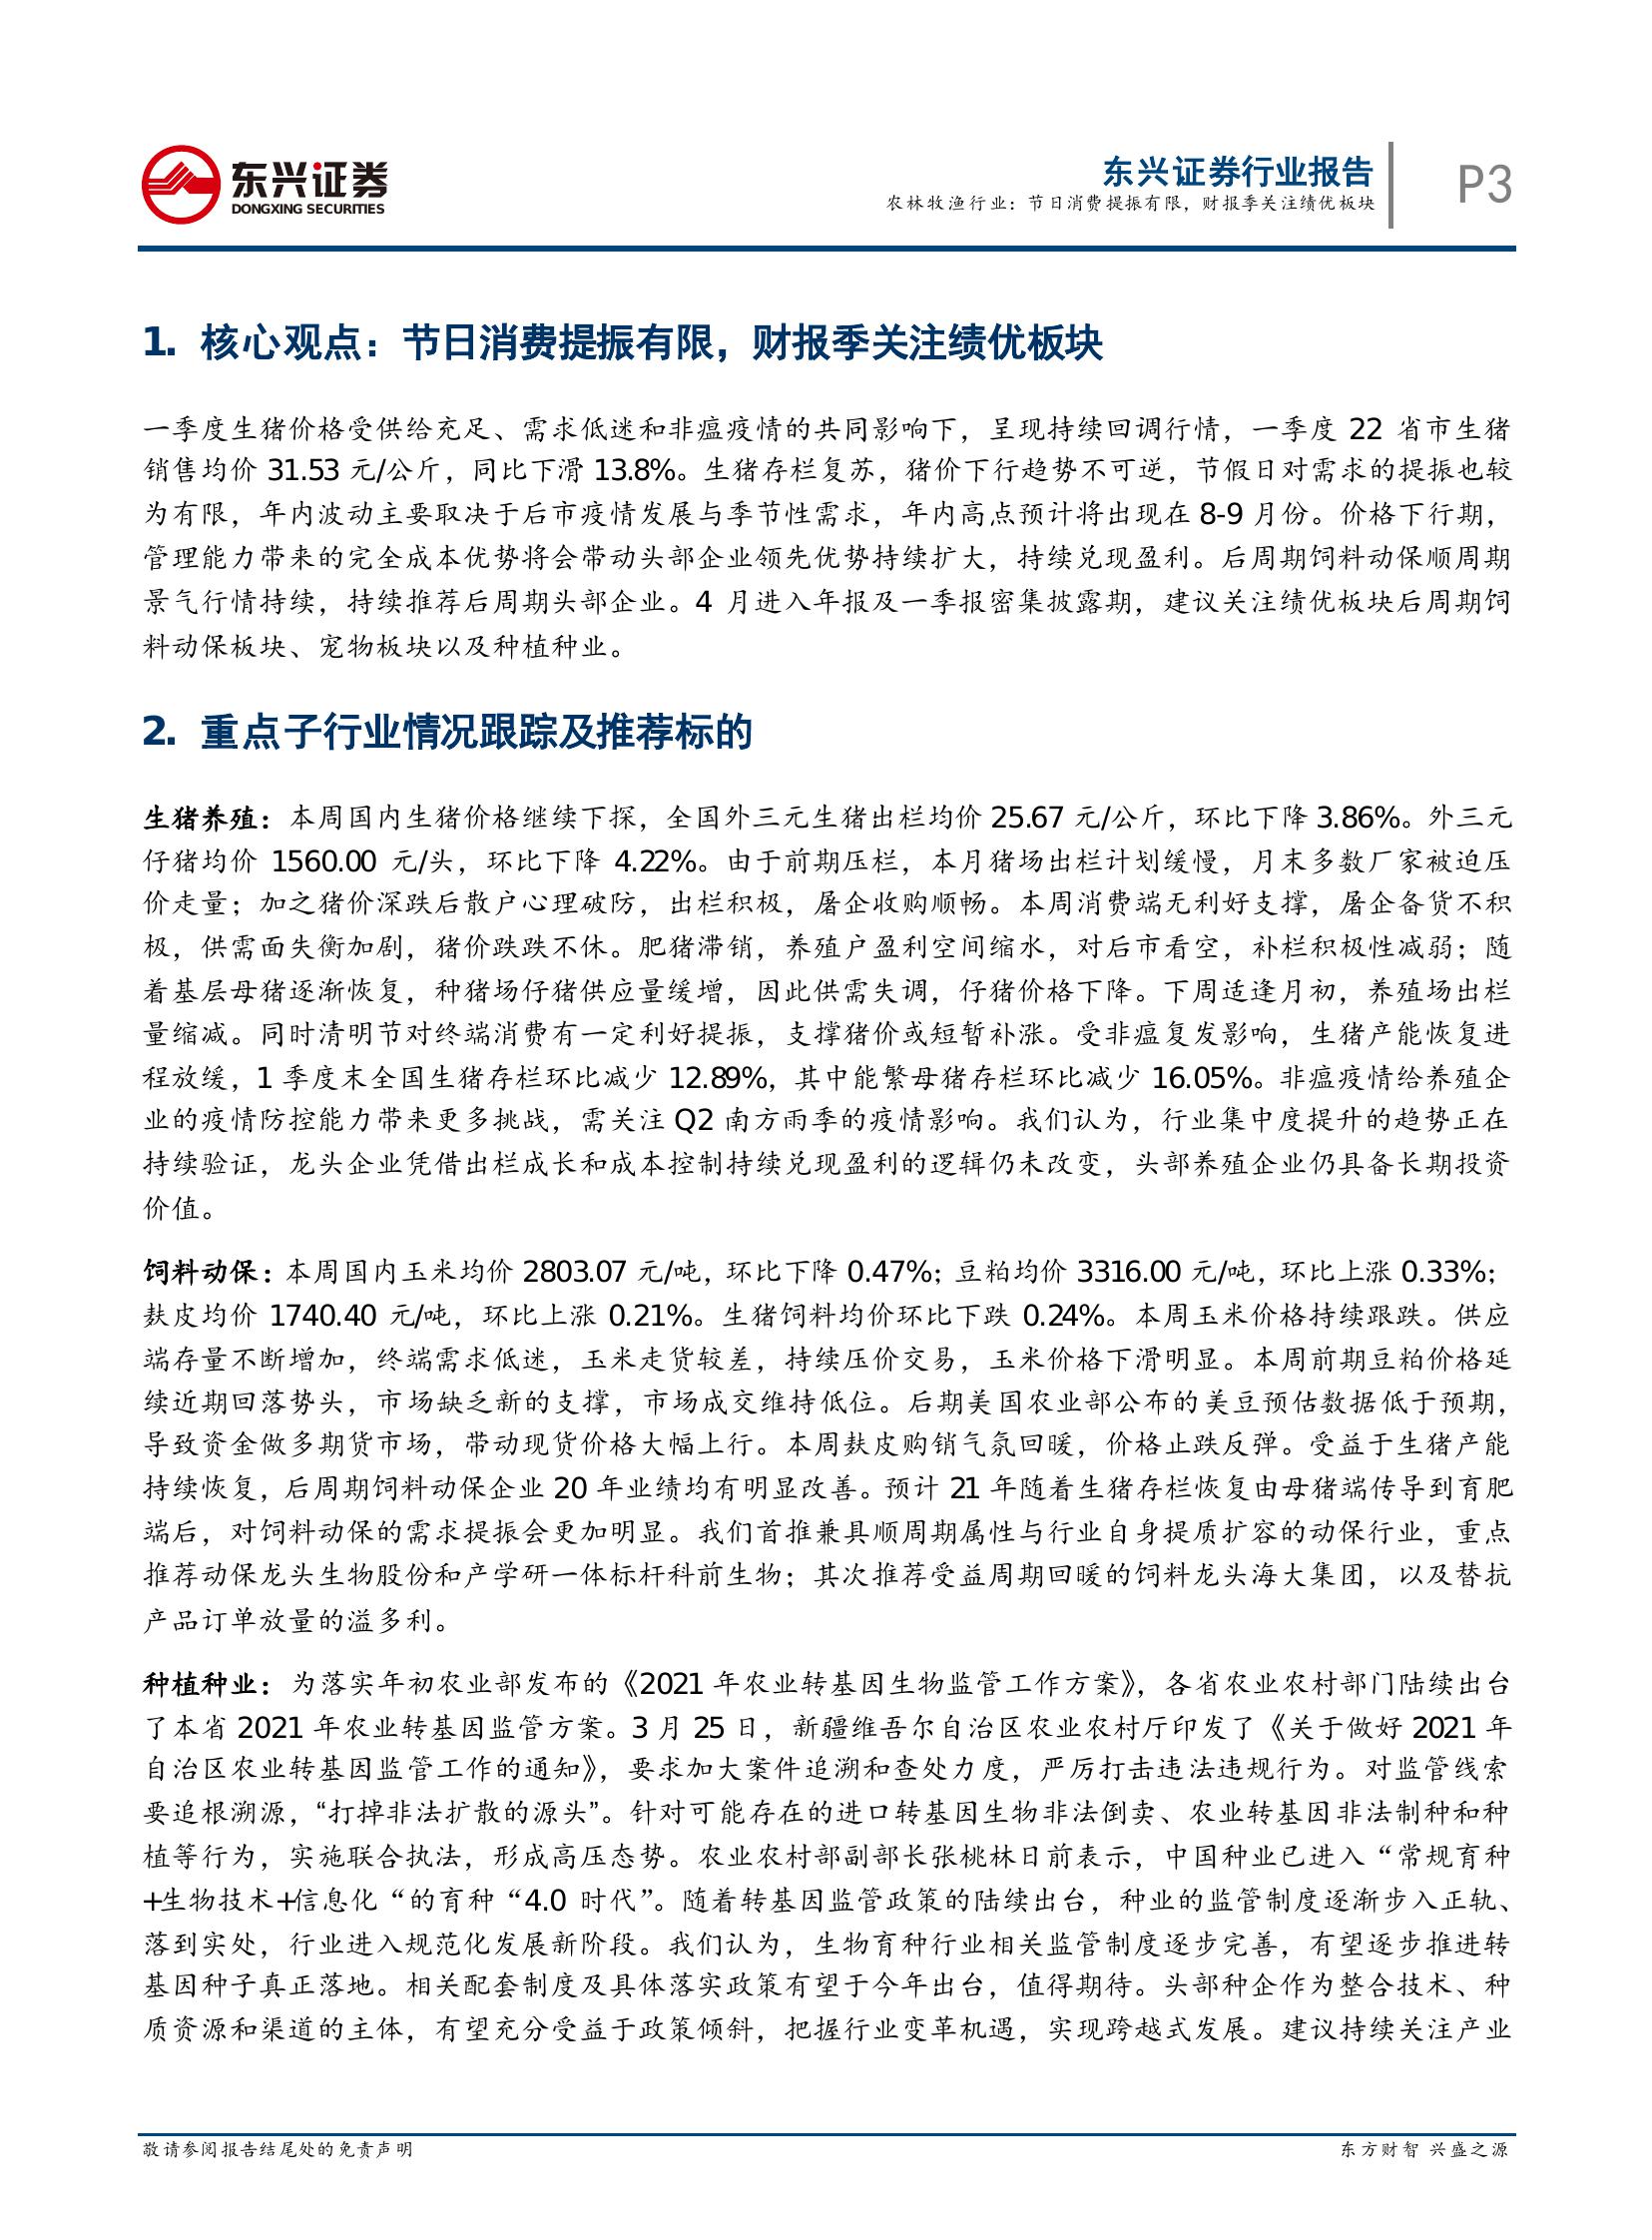 东兴证券
DONGXING SECURITIES
东兴证券行业报告
农林牧渔行业：节日消费提振有限，财报季关注绩优板块
P3
1. 核心观点：节日消费提振有限，财报季关注绩优板块
一季度生猪价格受供给充足、需求低迷和非瘟疫情的共同影响下，呈现持续回调行情，一季度 22 省市生猪
销售均价 31.53 元/公斤，同比下滑 13.8%。生猪存栏复苏，猪价下行趋势不可逆，节假日对需求的提振也较
为有限，年内波动主要取决于后市疫情发展与季节性需求，年内高点预计将出现在 8-9 月份。价格下行期，
管理能力带来的完全成本优势将会带动头部企业领先优势持续扩大，持续兑现盈利。后周期饲料动保顺周期
景气行情持续，持续推荐后周期头部企业。4 月进入年报及一季报密集披露期，建议关注绩优板块后周期饲
料动保板块、宠物板块以及种植种业。
2. 重点子行业情况跟踪及推荐标的
生猪养殖：本周国内生猪价格继续下探，全国外三元生猪出栏均价 25.67 元/公斤，环比下降 3.86%。外三元
仔猪均价 1560.00 元/头，环比下降 4.22%。由于前期压栏，本月猪场出栏计划缓慢，月末多数厂家被迫压
价走量；加之猪价深跌后散户心理破防，出栏积极，屠企收购顺畅。本周消费端无利好支撑，屠企备货不积
极，供需面失衡加剧，猪价跌跌不休。肥猪滞销，养殖户盈利空间缩水，对后市看空，补栏积极性减弱；随
着基层母猪逐渐恢复，种猪场仔猪供应量缓增，因此供需失调，仔猪价格下降。下周适逢月初，养殖场出栏
量缩减。同时清明节对终端消费有一定利好提振，支撑猪价或短暂补涨。受非瘟复发影响，生猪产能恢复进
程放缓，1 季度末全国生猪存栏环比减少 12.89%，其中能繁母猪存栏环比减少 16.05%。非瘟疫情给养殖企
业的疫情防控能力带来更多挑战，需关注 Q2 南方雨季的疫情影响。我们认为，行业集中度提升的趋势正在
持续验证，龙头企业凭借出栏成长和成本控制持续兑现盈利的逻辑仍未改变，头部养殖企业仍具备长期投资
价值。
饲料动保：本周国内玉米均价 2803.07 元/吨，环比下降 0.47%；豆粕均价 3316.00 元/吨，环比上涨 0.33%；
麸皮均价 1740.40 元/吨，环比上涨 0.21%。生猪饲料均价环比下跌 0.24%。本周玉米价格持续跟跌。供应
端存量不断增加，终端需求低迷，玉米走货较差，持续压价交易，玉米价格下滑明显。本周前期豆粕价格延
续近期回落势头，市场缺乏新的支撑，市场成交维持低位。后期美国农业部公布的美豆预估数据低于预期，
导致资金做多期货市场，带动现货价格大幅上行。本周麸皮购销气氛回暖，价格止跌反弹。受益于生猪产能
持续恢复，后周期饲料动保企业 20 年业绩均有明显改善。预计 21 年随着生猪存栏恢复由母猪端传导到育肥
端后，对饲料动保的需求提振会更加明显。我们首推兼具顺周期属性与行业自身提质扩容的动保行业，重点
推荐动保龙头生物股份和产学研一体标杆科前生物；其次推荐受益周期回暖的饲料龙头海大集团，以及替抗
产品订单放量的溢多利。
种植种业：为落实年初农业部发布的《2021 年农业转基因生物监管工作方案》，各省农业农村部门陆续出台
了本省 2021 年农业转基因监管方案。3 月 25 日，新疆维吾尔自治区农业农村厅印发了《关于做好 2021 年
自治区农业转基因监管工作的通知》，要求加大案件追溯和查处力度，严厉打击违法违规行为。对监管线索
要追根溯源，“打掉非法扩散的源头”。针对可能存在的进口转基因生物非法倒卖、农业转基因非法制种和种
植等行为，实施联合执法，形成高压态势。农业农村部副部长张桃林日前表示，中国种业已进入“常规育种
+生物技术+信息化“的育种“4.0 时代”。随着转基因监管政策的陆续出台，种业的监管制度逐渐步入正轨、
落到实处，行业进入规范化发展新阶段。我们认为，生物育种行业相关监管制度逐步完善，有望逐步推进转
基因种子真正落地。相关配套制度及具体落实政策有望于今年出台，值得期待。头部种企作为整合技术、种
质资源和渠道的主体，有望充分受益于政策倾斜，把握行业变革机遇，实现跨越式发展。建议持续关注产业
敬请参阅报告结尾处的免责声明
东方财智 兴盛之源